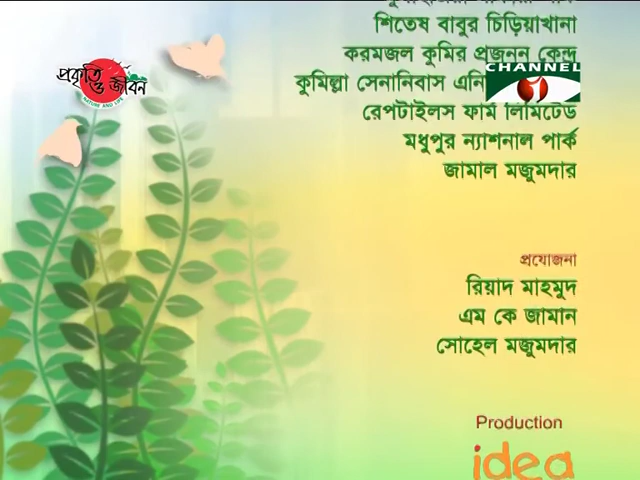 শিতেষ বাবুর চিড়িয়াখানা
করমজল কুমির প্রজনন কেন্দ্র
প্রকৃতি ও জীবন
NATURE AND LIFE
CHANNEL
কুমিল্লা সেনানিবাস
রেপটাইলস ফার্ম লিমিটেড
মধুপুর ন্যাশনাল পার্ক
জামাল মজুমদার
প্রযোজনা
রিয়াদ মাহমুদ
এম কে জামান
সোহেল মজুমদার
Production
idea